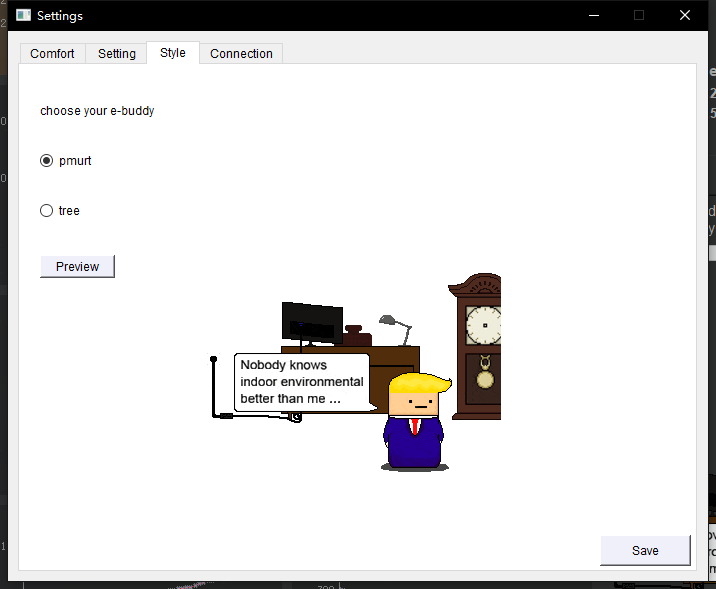 Settings
Comfort Setting Style Connection
choose your e-buddy
pmurt
tree
Preview
Nobody knows
indoor environmental
better than me ...
Save